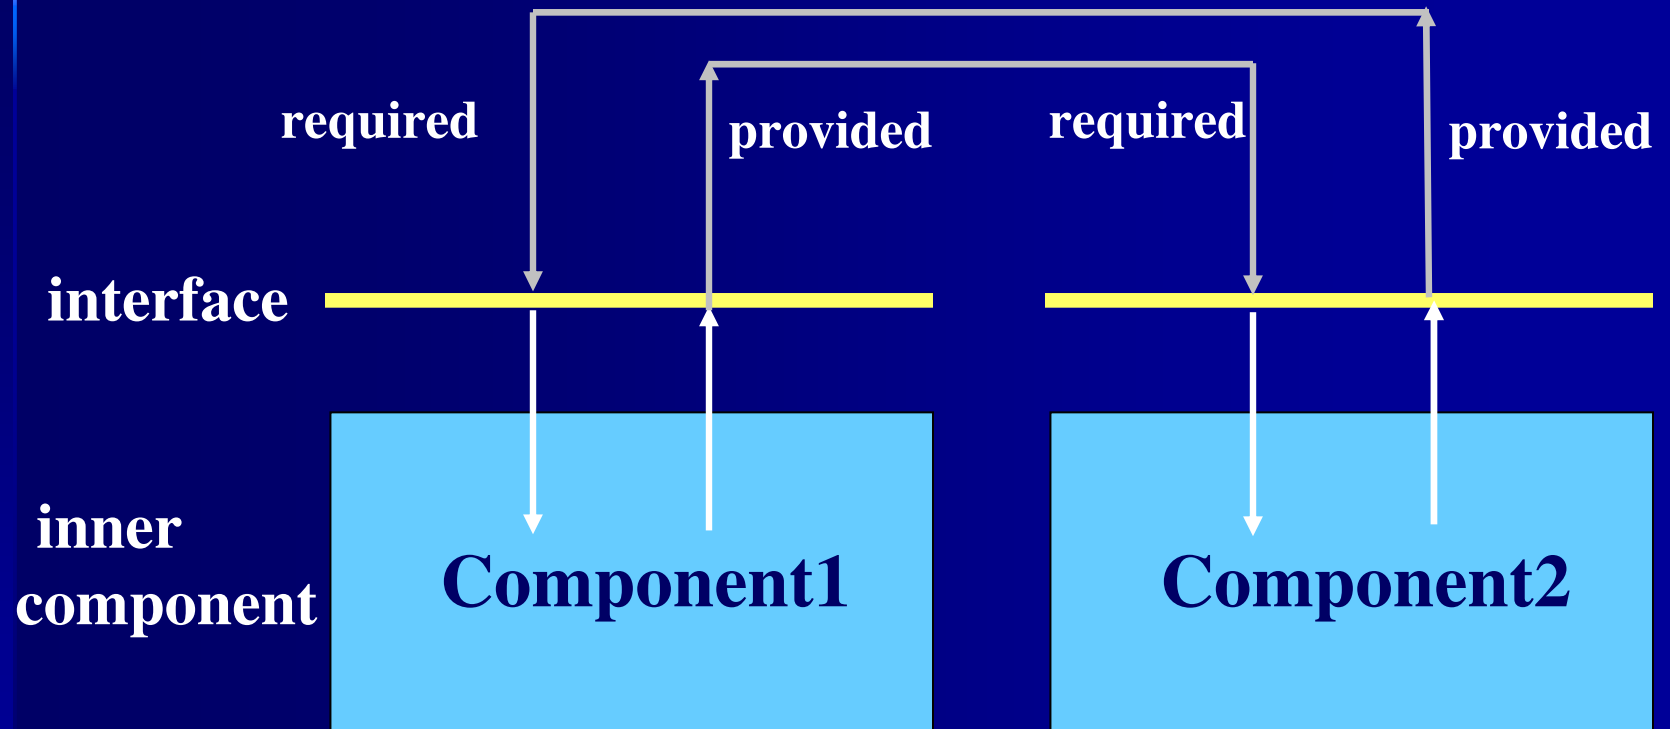 required
provided
required
provided
interface
inner
component
Component1
Component2